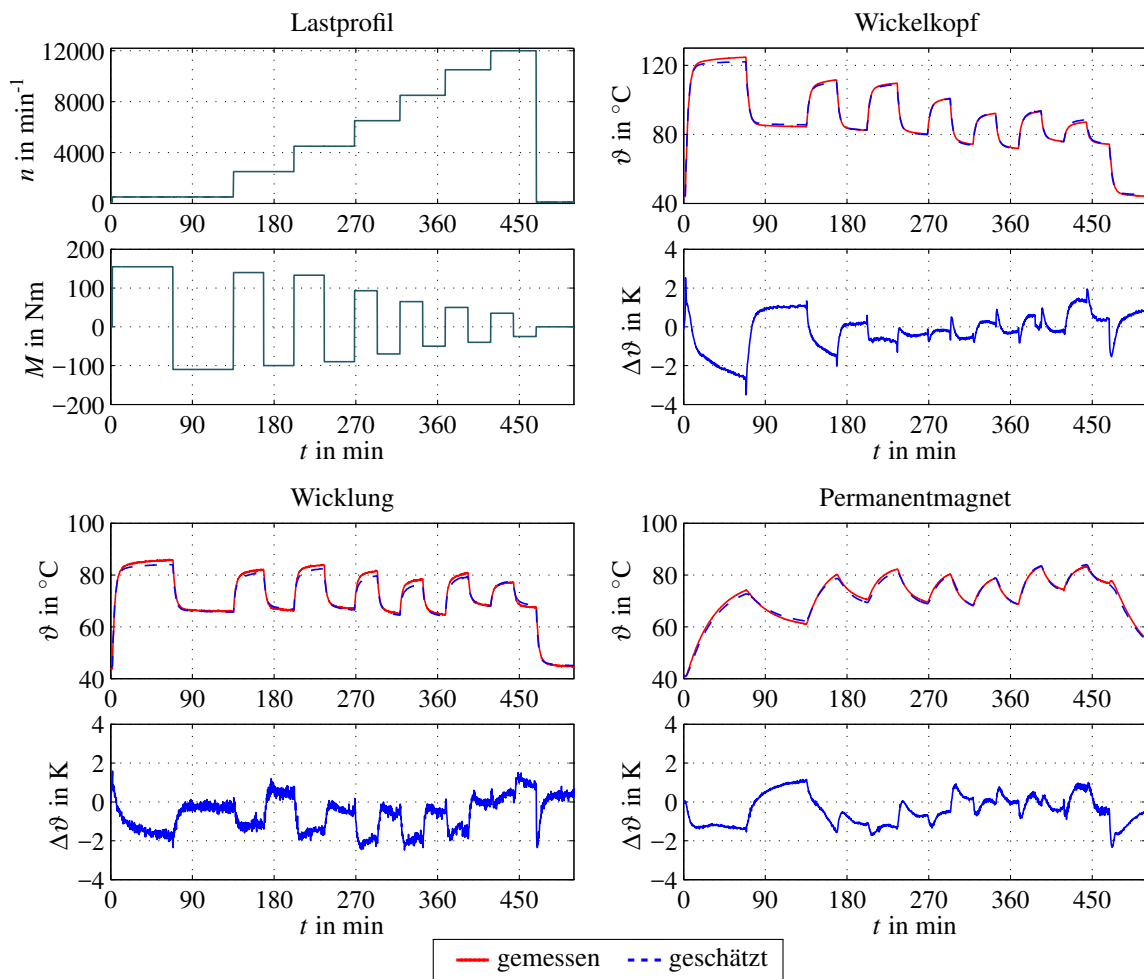 Lastprofil
12000
8000
4000
0
n in min-1
0 90 180 270 360 450
200
100
0
−100
−200
M in Nm
0 90 180 270 360 450
t in min
Wickelkopf
120
80
40
ϑ in °C
0 90 180 270 360 450
4
2
0
−2
−4
Δϑ in K
0 90 180 270 360 450
t in min
Wicklung
100
80
60
40
ϑ in °C
0 90 180 270 360 450
4
2
0
−2
−4
Δϑ in K
0 90 180 270 360 450
t in min
Permanentmagnet
100
80
60
40
ϑ in °C
0 90 180 270 360 450
4
2
0
−2
−4
Δϑ in K
0 90 180 270 360 450
t in min
gemessen geschätzt